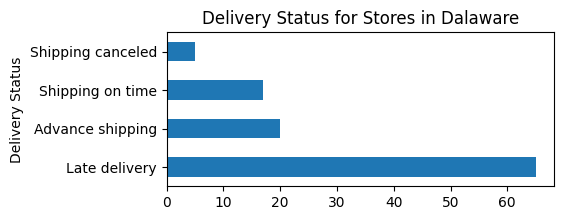 Delivery Status for Stores in Dalaware
Delivery Status
Shipping canceled
Shipping on time
Advance shipping
Late delivery
0 10 20 30 40 50 60